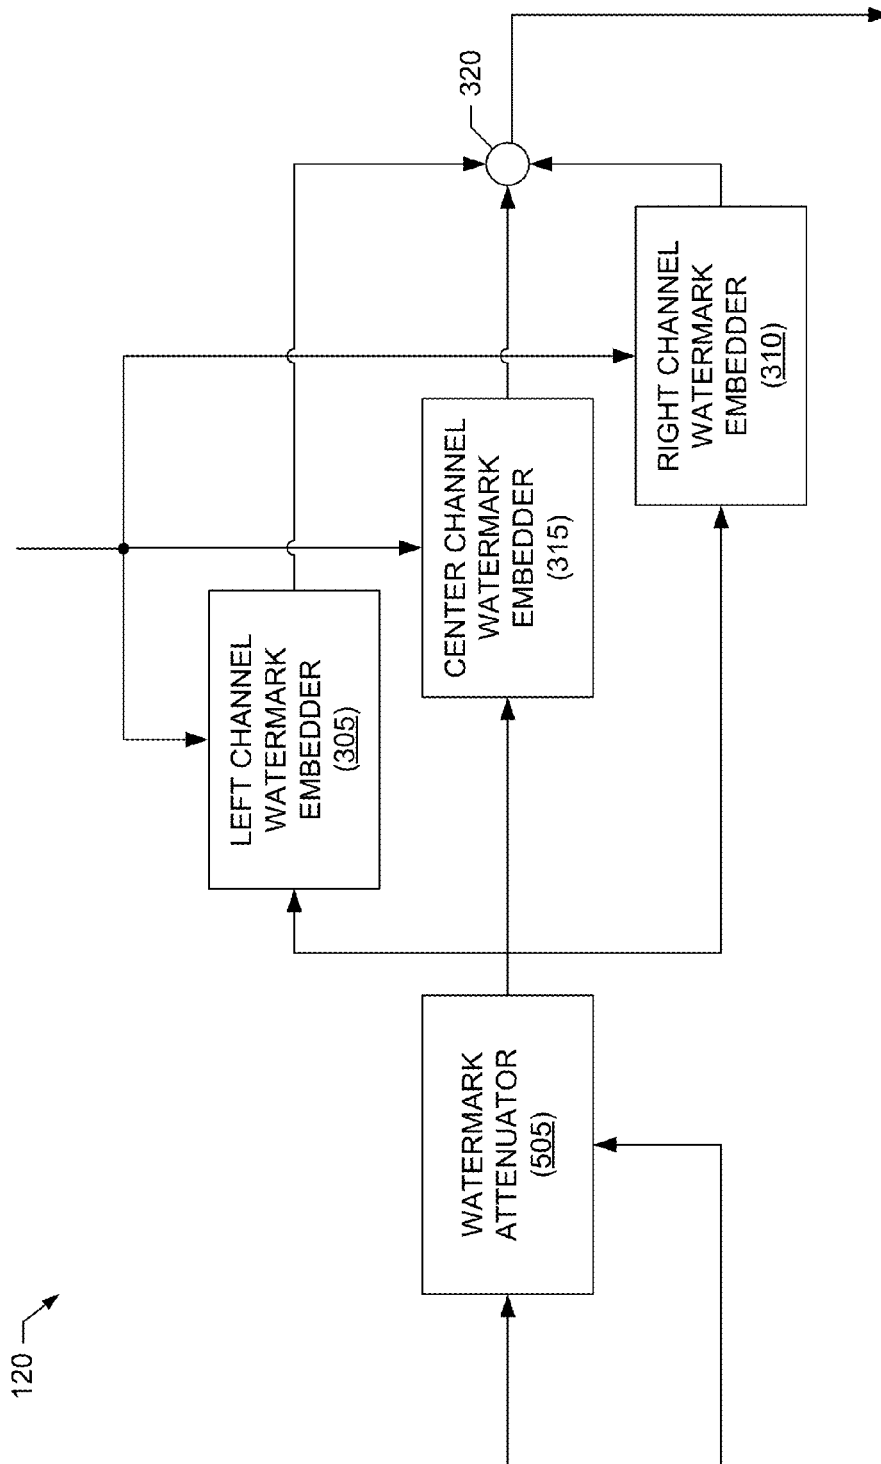 120
WATERMARK
ATTENUATOR
(505)
LEFT CHANNEL
WATERMARK
EMBEDDER
(305)
CENTER CHANNEL
WATERMARK
EMBEDDER
(315)
RIGHT CHANNEL
WATERMARK
EMBEDDER
(310)
320